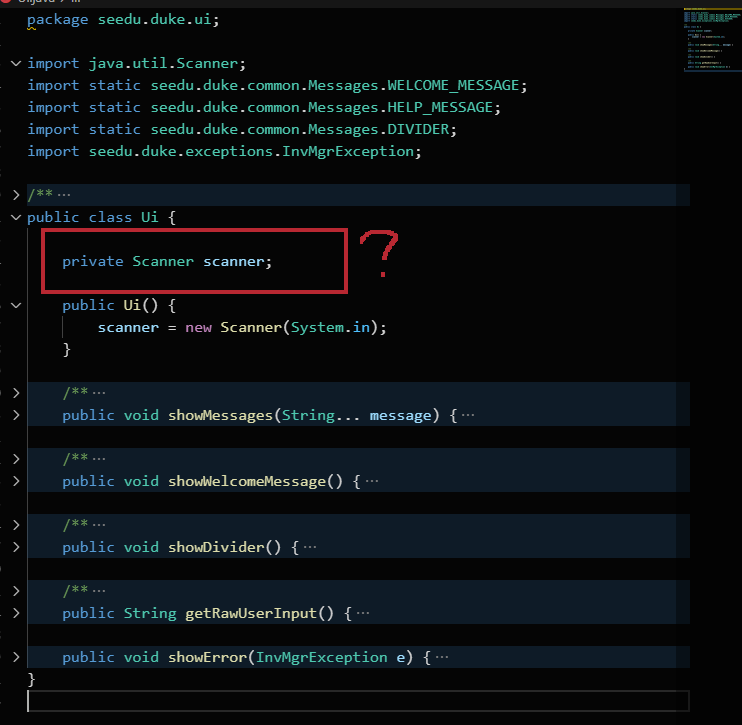 package seedu.duke.ui;
import java.util.Scanner;
import static seedu.duke.common.Messages.WELCOME_MESSAGE;
import static seedu.duke.common.Messages.HELP_MESSAGE;
import static seedu.duke.common.Messages.DIVIDER;
import seedu.duke.exceptions.InvMgrException;
/** ···
public class Ui {
private Scanner scanner;
?
public Ui() {
scanner = new Scanner(System.in);
}
/** ···
public void showMessages(String... message) { ···
/** ···
public void showWelcomeMessage() { ···
/** ···
public void showDivider() { ···
/** ···
public String getRawUserInput() { ···
public void showError(InvMgrException e) { ···
}